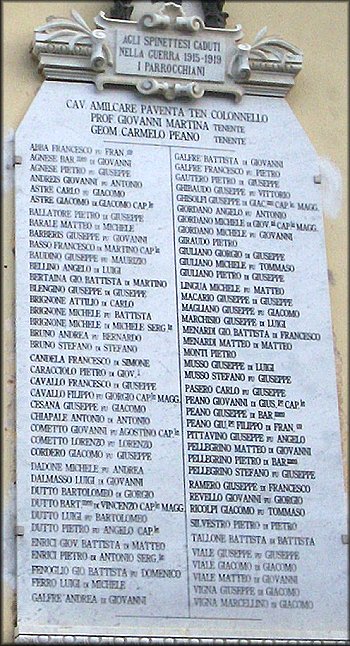 AGLI SPINETTESI CADUTI
NELLA GUERRA 1915-1919
I PARROCCHIANI
CAV. AMILCARE PAVENTA TEN COLONNELLO
PROF GIOVANNI MARTINA TENENTE
GEOM CARMELO PEANO TENENTE
ABBA FRANCESCO FU FRAN.CO
AGNESE BAR.MEO DI GIOVANNI
AGNESE PIETRO FU GIUSEPPE
ANDREIS GIOVANNI FU ANTONIO
ASTRE CARLO FU GIACOMO
ASTRE GIACOMO DI GIACOMO CAP.LE
BALLATORE PIETRO DI GIUSEPPE
BARALE MATTEO DI MICHELE
BARBERO GIUSEPPE FU GIOVANNI
BASSO FRANCESCO DI MARTINO CAP.LE
BAUDINO GIUSEPPE FU MAURIZIO
BELLINO ANGELO DI LUIGI
BERTAINA GIO. BATTISTA DI MARTINO
BLENGINO GIUSEPPE DI GIUSEPPE
BRIGNONE ATTILIO DI CARLO
BRIGNONE MICHELE FU BATTISTA
BRIGNONE MICHELE DI MICHELE SERG.TE
BRUNO ANDREA FU BERNARDO
BRUNO STEFANO DI STEFANO
CANDELA FRANCESCO DI SIMONE
CARACCIOLO PIETRO DI GIOV.
CAVALLO FRANCESCO DI GIUSEPPE
CAVALLO FILIPPO FU GIORGIO CAP.LE MAGG.
CESANA GIUSEPPE FU GIACOMO
CHIAPALE ANTONIO DI ANTONIO
COMETTO GIOVANNI FU AGOSTINO CAP.LE
COMETTO LORENZO FU LORENZO
CORDERO GIACOMO FU GIUSEPPE
DADONE MICHELE FU ANDREA
DALMASSO LUIGI DI GIOVANNI
DUTTO BARTOLOMEO DI GIORGIO
DUTTO BART.MEO DI VINCENZO CAP.LE MAGG.
DUTTO LUIGI FU BARTOLOMEO
DUTTO PIETRO FU ANGELO CAP.LE
ENRICI GIOV. BATTISTA DI MATTEO
ENRICI PIETRO DI ANTONIO SERG.TE
FENOGLIO GIO BATTISTA FU DOMENICO
FERRO LUIGI DI MICHELE
GALFRÈ ANDREA DI GIOVANNI
GALFRÈ BATTISTA DI GIOVANNI
GALFRÈ FRANCESCO FU PIETRO
GAUTERO PIETRO DI GIUSEPPE
GHIBAUDO GIUSEPPE FU VITTORIO
GHISOLFI GIUSEPPE DI GIAC.MO CAP.LE MAGG.
GIORDANO ANGELO FU ANTONIO
GIORDANO MICHELE DI GIOV. CAP.LE MAGG.
GIORDANO MICHELE FU GIOVANNI
GIRAUDO PIETRO
GIULIANO GIORGIO DI GIUSEPPE
GIULIANO MICHELE FU TOMMASO
GIULIANO PIETRO DI GIUSEPPE
LINGUA MICHELE FU MATTEO
MACARIO GIUSEPPE DI GIUSEPPE
MAGLIANO GIUSEPPE FU GIACOMO
MARCHISIO GIUSEPPE DI LUIGI
MENARDI GIO. BATTISTA DI FRANCESCO
MENARDI MATTEO DI MATTEO
MONTI PIETRO
MUSSO GIUSEPPE DI LUIGI
MUSSO STEFANO FU GIUSEPPE
PASERO CARLO FU GIUSEPPE
PEANO GIOVANNI DI GIUS.E CAP.LE
PEANO GIUSEPPE DI BAR.MEO
PEANO GIU. FILIPPO DI FRAN.CO
PITTAVINO GIUSEPPE FU ANGELO
PELLEGRINO MATTEO DI GIOVANNI
PELLEGRINO PIETRO DI BAR.MEO
PELLEGRINO STEFANO FU GIUSEPPE
RAMERO GIUSEPPE DI FRANCESCO
REVELLO GIOVANNI FU GIORGIO
RICOLFI GIACOMO FU TOMMASO
SILVESTRO PIETRO DI PIETRO
TALLONE BATTISTA DI BATTISTA
VIALE GIUSEPPE FU GIUSEPPE
VIALE GIACOMO DI GIACOMO
VIALE MATTEO DI GIOVANNI
VIGNA GIUSEPPE DI GIACOMO
VIGNA MARCELLINO DI GIACOMO